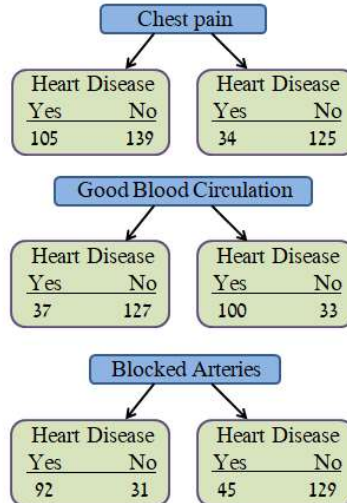 Chest pain
Heart Disease Heart Disease
Yes No Yes No
105 139 34 125
Good Blood Circulation
Heart Disease Heart Disease
Yes No Yes No
37 127 100 33
Blocked Arteries
Heart Disease Heart Disease
Yes No Yes No
92 31 45 129